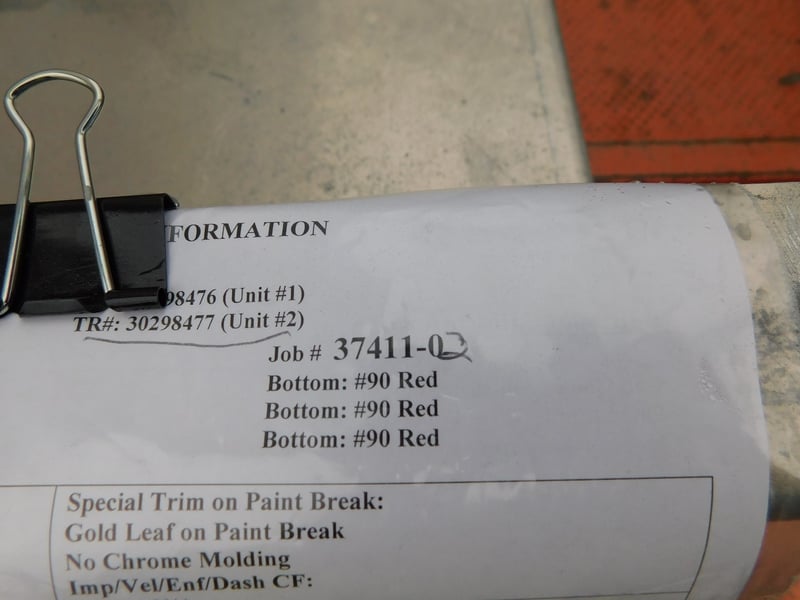 FORMATION
98476 (Unit #1)
TR#: 30298477 (Unit #2)
Job # 37411-02
Bottom: #90 Red
Bottom: #90 Red
Bottom: #90 Red
Special Trim on Paint Break:
Gold Leaf on Paint Break
No Chrome Molding
Imp/Vel/Enf/Dash CF: